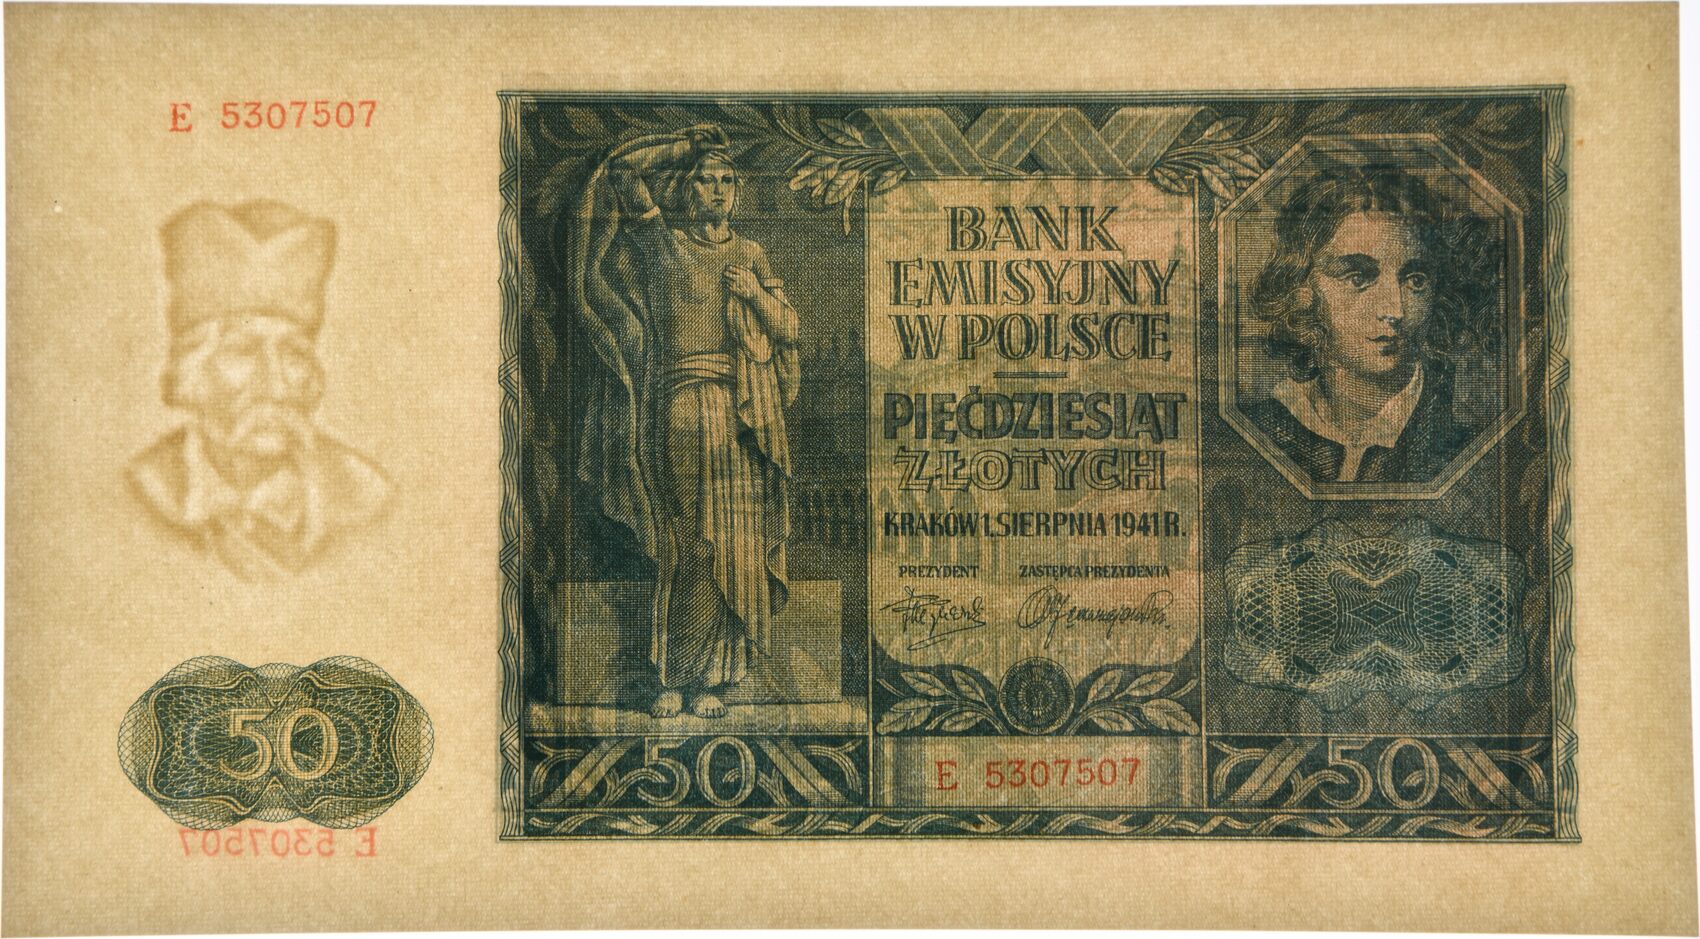 E 5307507
BANK
EMISYJNY
W POLSCE
PIĘĆDZIESIĄT
ZŁOTYCH
KRAKÓW 1. SIERPNIA 1941 R.
PREZYDENT ZASTĘPCA PREZYDENTA
50
50
E 5307507
50
E 5307507